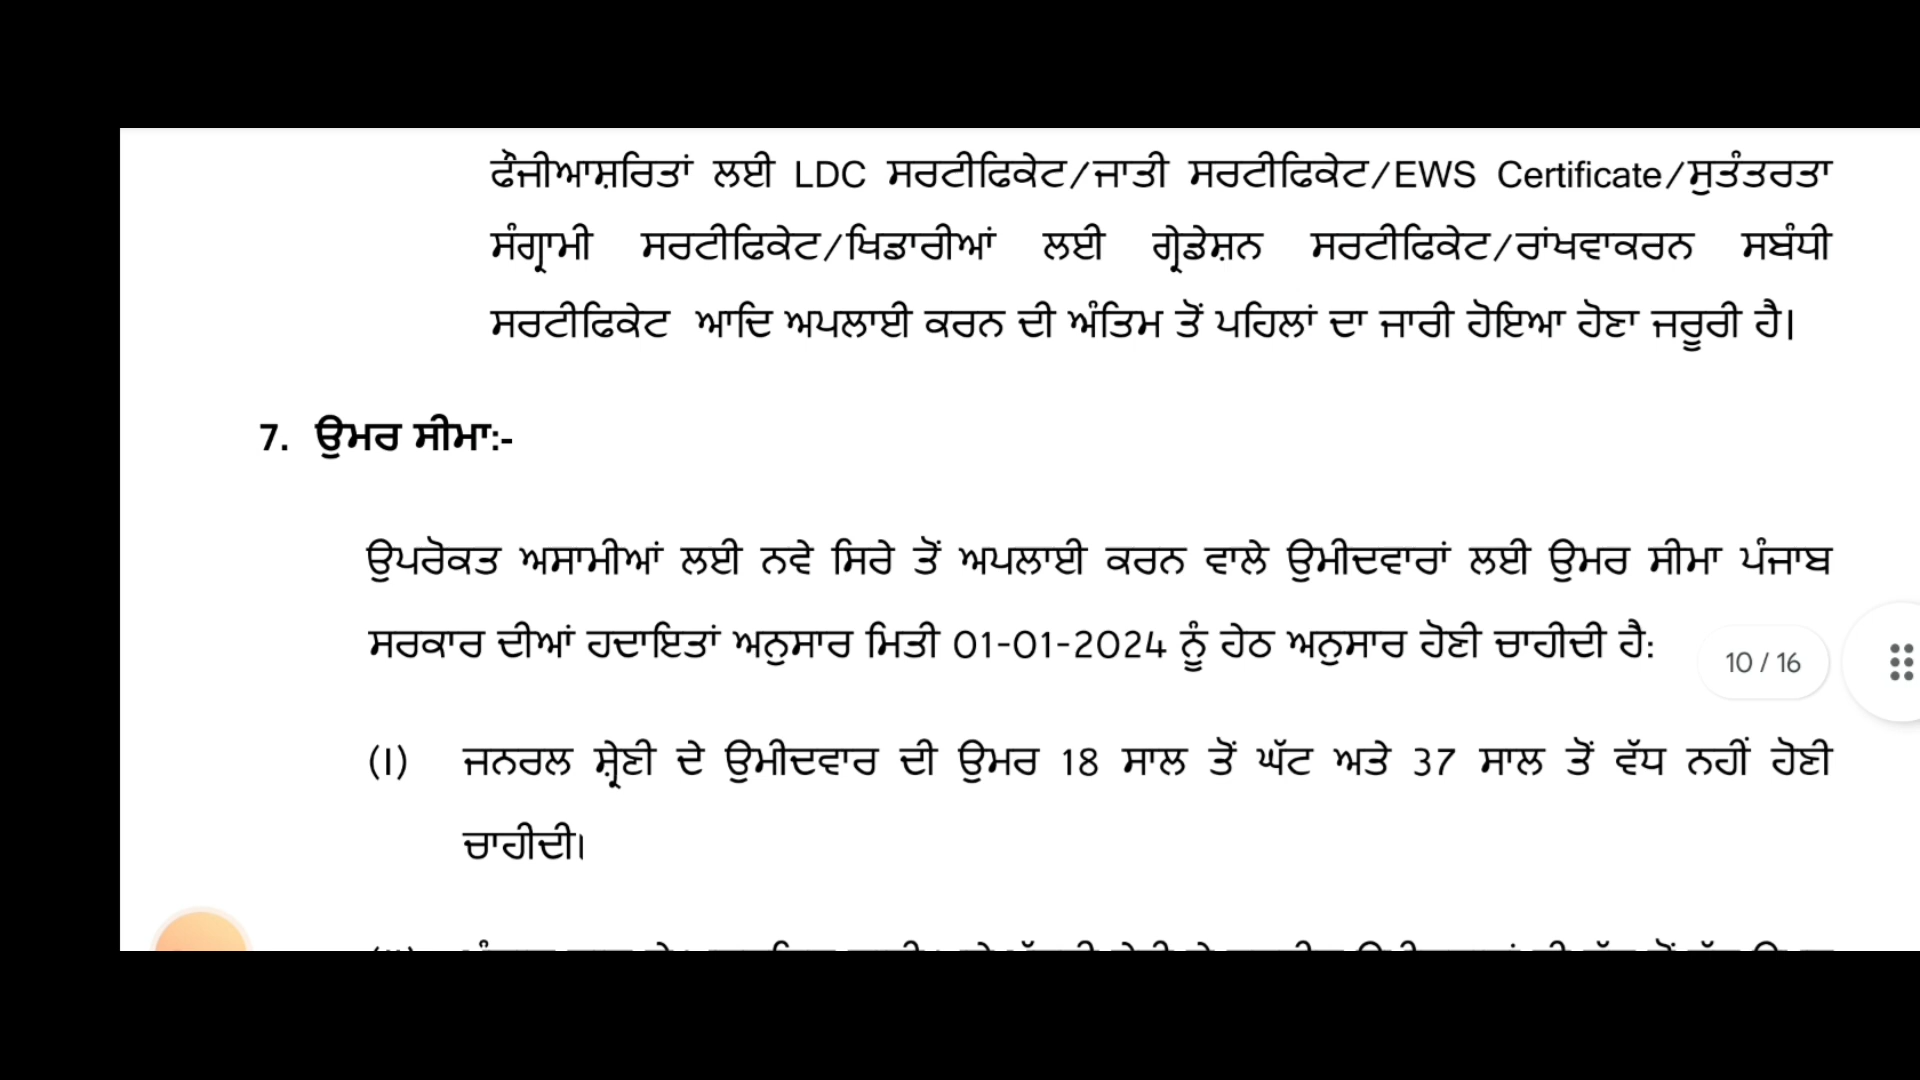 ਫੌਜੀਆਸ਼ਰਿਤਾਂ ਲਈ LDC ਸਰਟੀਫਿਕੇਟ/ਜਾਤੀ ਸਰਟੀਫਿਕੇਟ/EWS Certificate/ਸੁਤੰਤਰਤਾ
ਸੰਗ੍ਰਾਮੀ ਸਰਟੀਫਿਕੇਟ/ਖਿਡਾਰੀਆਂ ਲਈ ਗ੍ਰੇਡੇਸ਼ਨ ਸਰਟੀਫਿਕੇਟ/ਰਾਂਖਵਾਕਰਨ ਸਬੰਧੀ
ਸਰਟੀਫਿਕੇਟ ਆਦਿ ਅਪਲਾਈ ਕਰਨ ਦੀ ਅੰਤਿਮ ਤੋਂ ਪਹਿਲਾਂ ਦਾ ਜਾਰੀ ਹੋਇਆ ਹੋਣਾ ਜਰੂਰੀ ਹੈ।
7. ਉਮਰ ਸੀਮਾ:-
ਉਪਰੋਕਤ ਅਸਾਮੀਆਂ ਲਈ ਨਵੇ ਸਿਰੇ ਤੋਂ ਅਪਲਾਈ ਕਰਨ ਵਾਲੇ ਉਮੀਦਵਾਰਾਂ ਲਈ ਉਮਰ ਸੀਮਾ ਪੰਜਾਬ
ਸਰਕਾਰ ਦੀਆਂ ਹਦਾਇਤਾਂ ਅਨੁਸਾਰ ਮਿਤੀ 01-01-2024 ਨੂੰ ਹੇਠ ਅਨੁਸਾਰ ਹੋਣੀ ਚਾਹੀਦੀ ਹੈ:
10 / 16
(I) ਜਨਰਲ ਸ਼੍ਰੇਣੀ ਦੇ ਉਮੀਦਵਾਰ ਦੀ ਉਮਰ 18 ਸਾਲ ਤੋਂ ਘੱਟ ਅਤੇ 37 ਸਾਲ ਤੋਂ ਵੱਧ ਨਹੀਂ ਹੋਣੀ
ਚਾਹੀਦੀ।